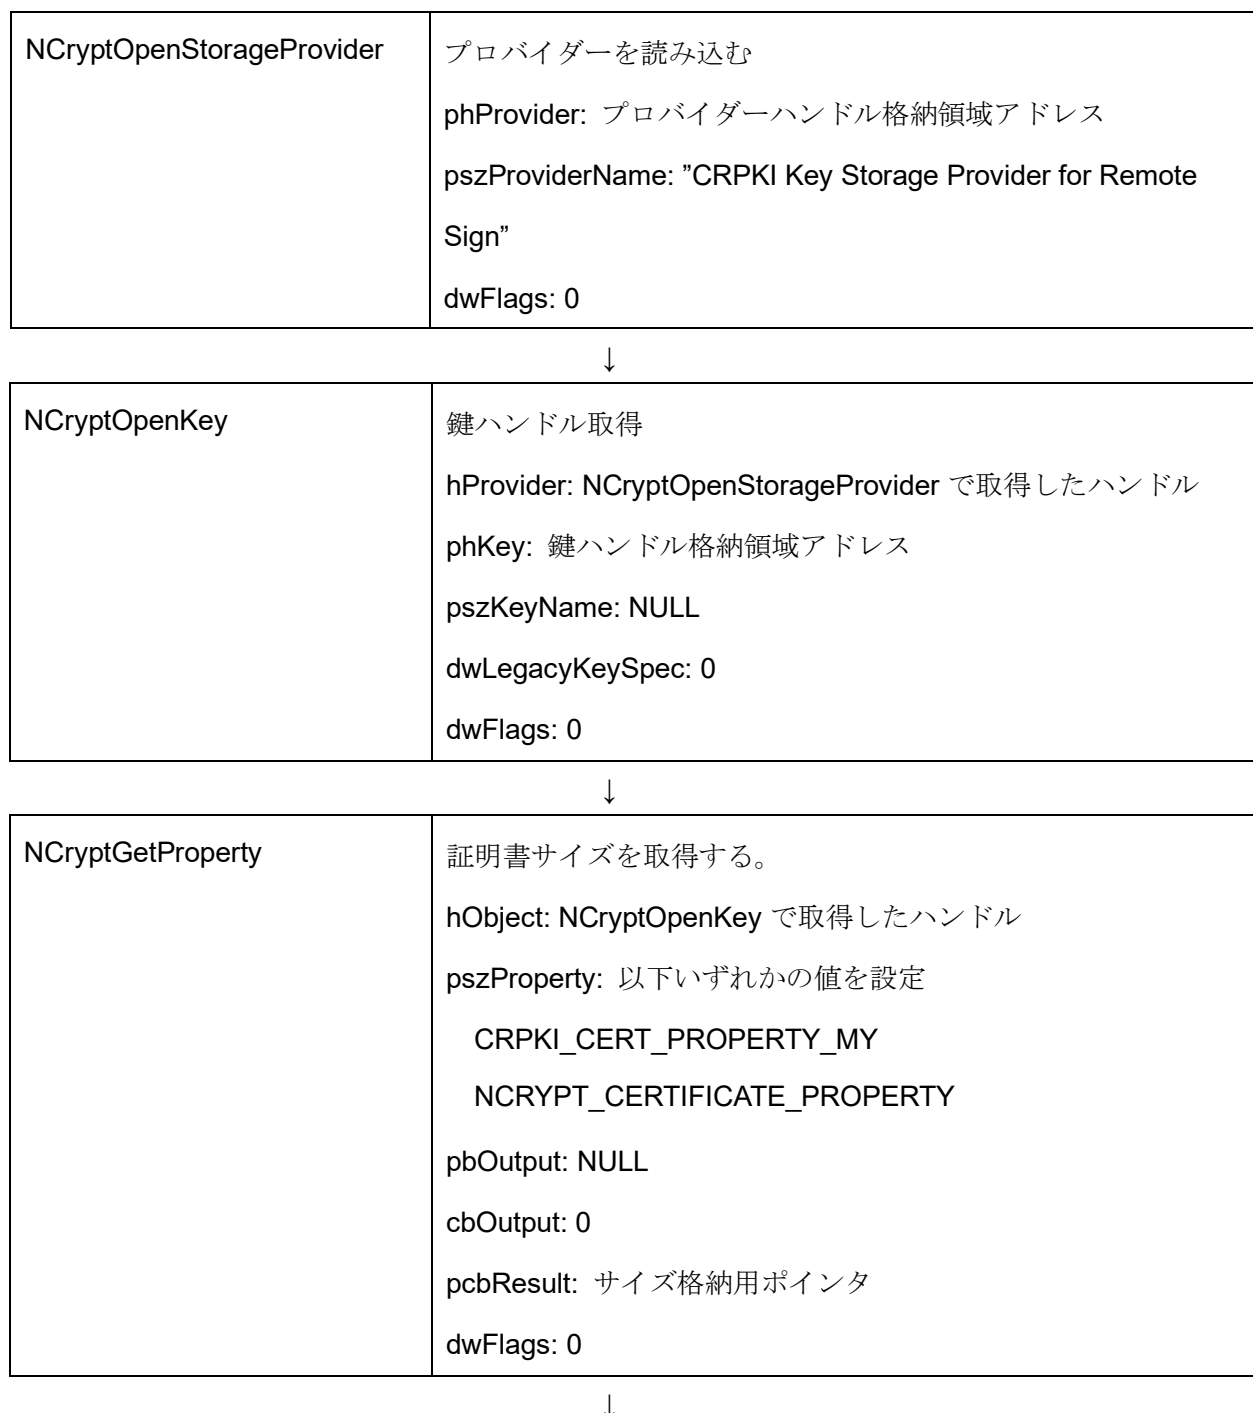 NCryptOpenStorageProvider
プロバイダーを読み込む
phProvider: プロバイダーハンドル格納領域アドレス
pszProviderName: ”CRPKI Key Storage Provider for Remote
Sign”
dwFlags: 0
↓
NCryptOpenKey
鍵ハンドル取得
hProvider: NCryptOpenStorageProvider で取得したハンドル
phKey: 鍵ハンドル格納領域アドレス
pszKeyName: NULL
dwLegacyKeySpec: 0
dwFlags: 0
↓
NCryptGetProperty
証明書サイズを取得する。
hObject: NCryptOpenKey で取得したハンドル
pszProperty: 以下いずれかの値を設定
CRPKI_CERT_PROPERTY_MY
NCRYPT_CERTIFICATE_PROPERTY
pbOutput: NULL
cbOutput: 0
pcbResult: サイズ格納用ポインタ
dwFlags: 0
↓